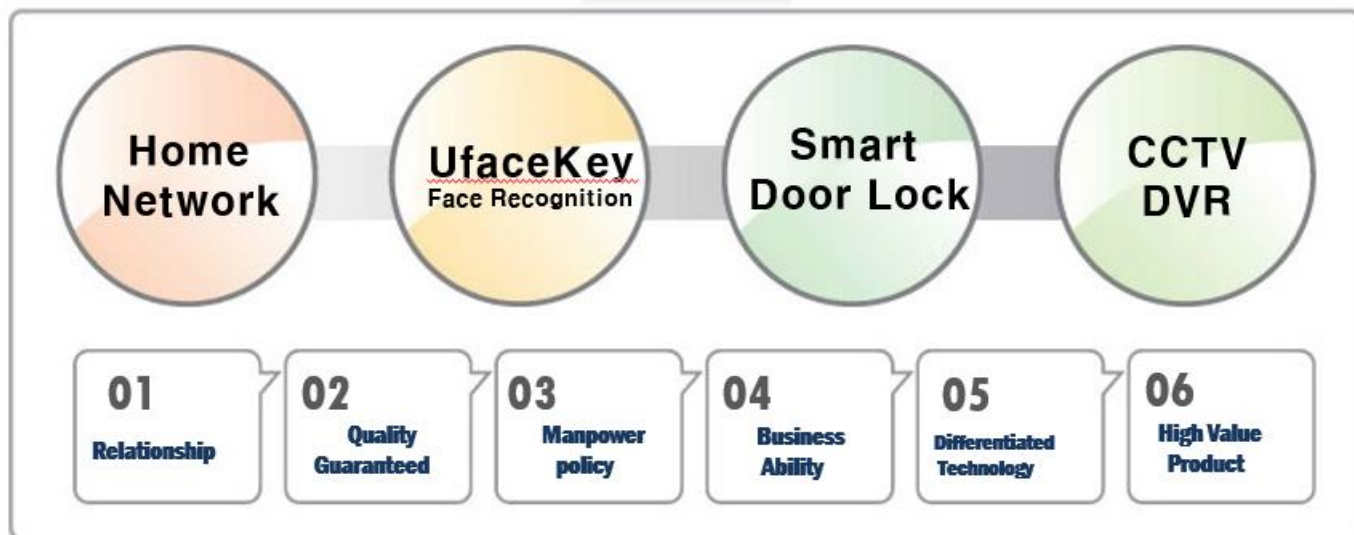 Home
Network
UfaceKey
Face Recognition
Smart
Door Lock
CCTV
DVR
01
Relationship
02
Quality
Guaranteed
03
Manpower
policy
04
Business
Ability
05
Differentiated
Technology
06
High Value
Product